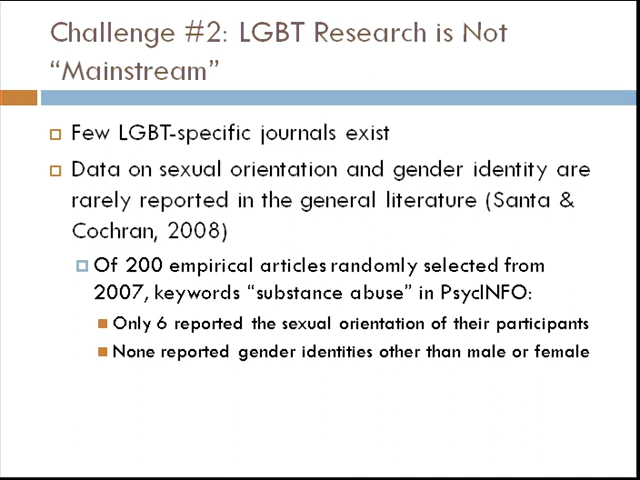 Challenge #2: LGBT Research is Not
“Mainstream”
Few LGBT-specific journals exist
Data on sexual orientation and gender identity are
rarely reported in the general literature (Santa &
Cochran, 2008)
Of 200 empirical articles randomly selected from
2007, keywords “substance abuse” in PsycINFO:
Only 6 reported the sexual orientation of their participants
None reported gender identities other than male or female